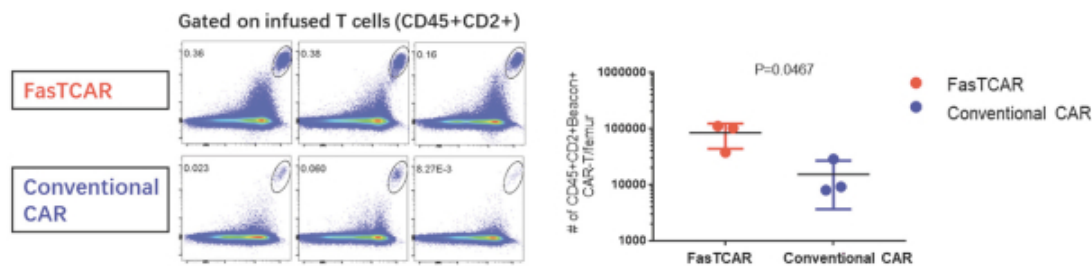 Gated on infused T cells (CD45+CD2+)
FasTCAR
0.36
0.38
0.16
Conventional
CAR
0.023
0.060
8.27E-3
P=0.0467
# of CD45+CD2+Beacon+
CAR-T/femur
1000000
100000
10000
1000
FasTCAR
Conventional CAR
FasTCAR
Conventional CAR